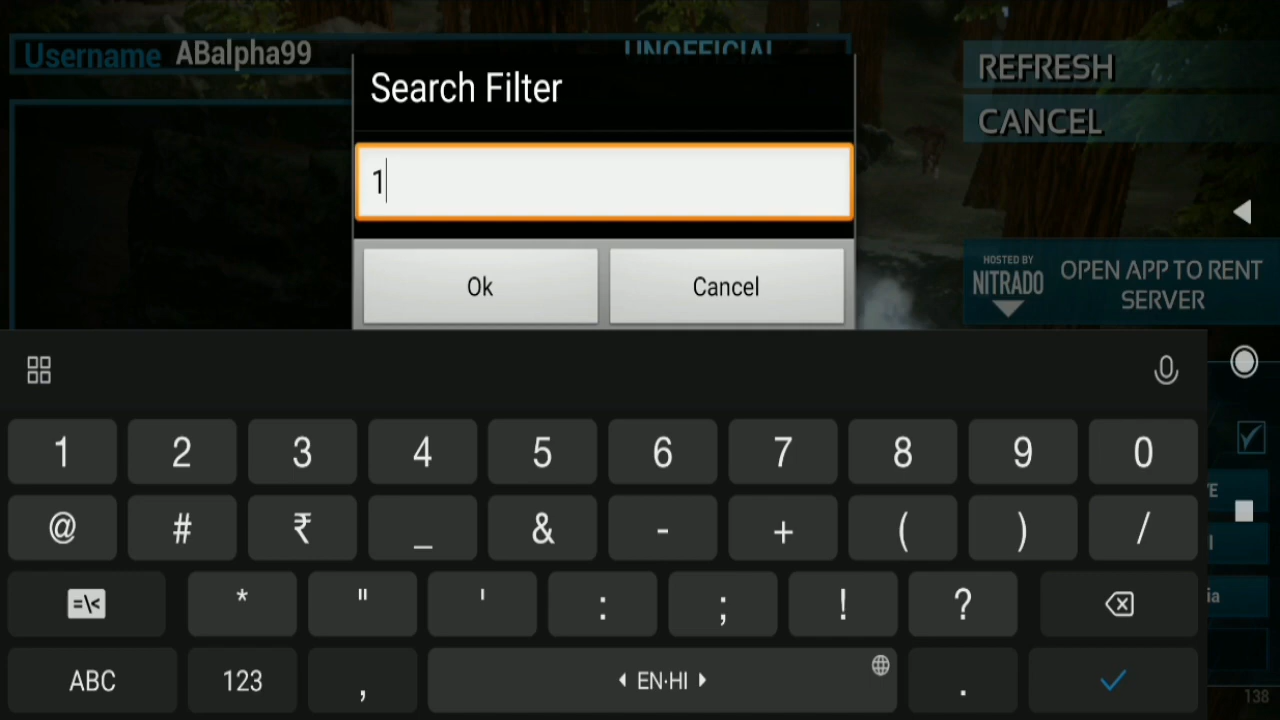 Username ABalpha99
UNOFFICIAL
Search Filter
REFRESH
CANCEL
1
Ok Cancel
HOSTED BY
NITRADO
OPEN APP TO RENT
SERVER
1 2 3 4 5 6 7 8 9 0
@ # ₹ _ & - + ( ) /
=\< * " ' : ; ! ?
ABC 123 , EN·HI .
138